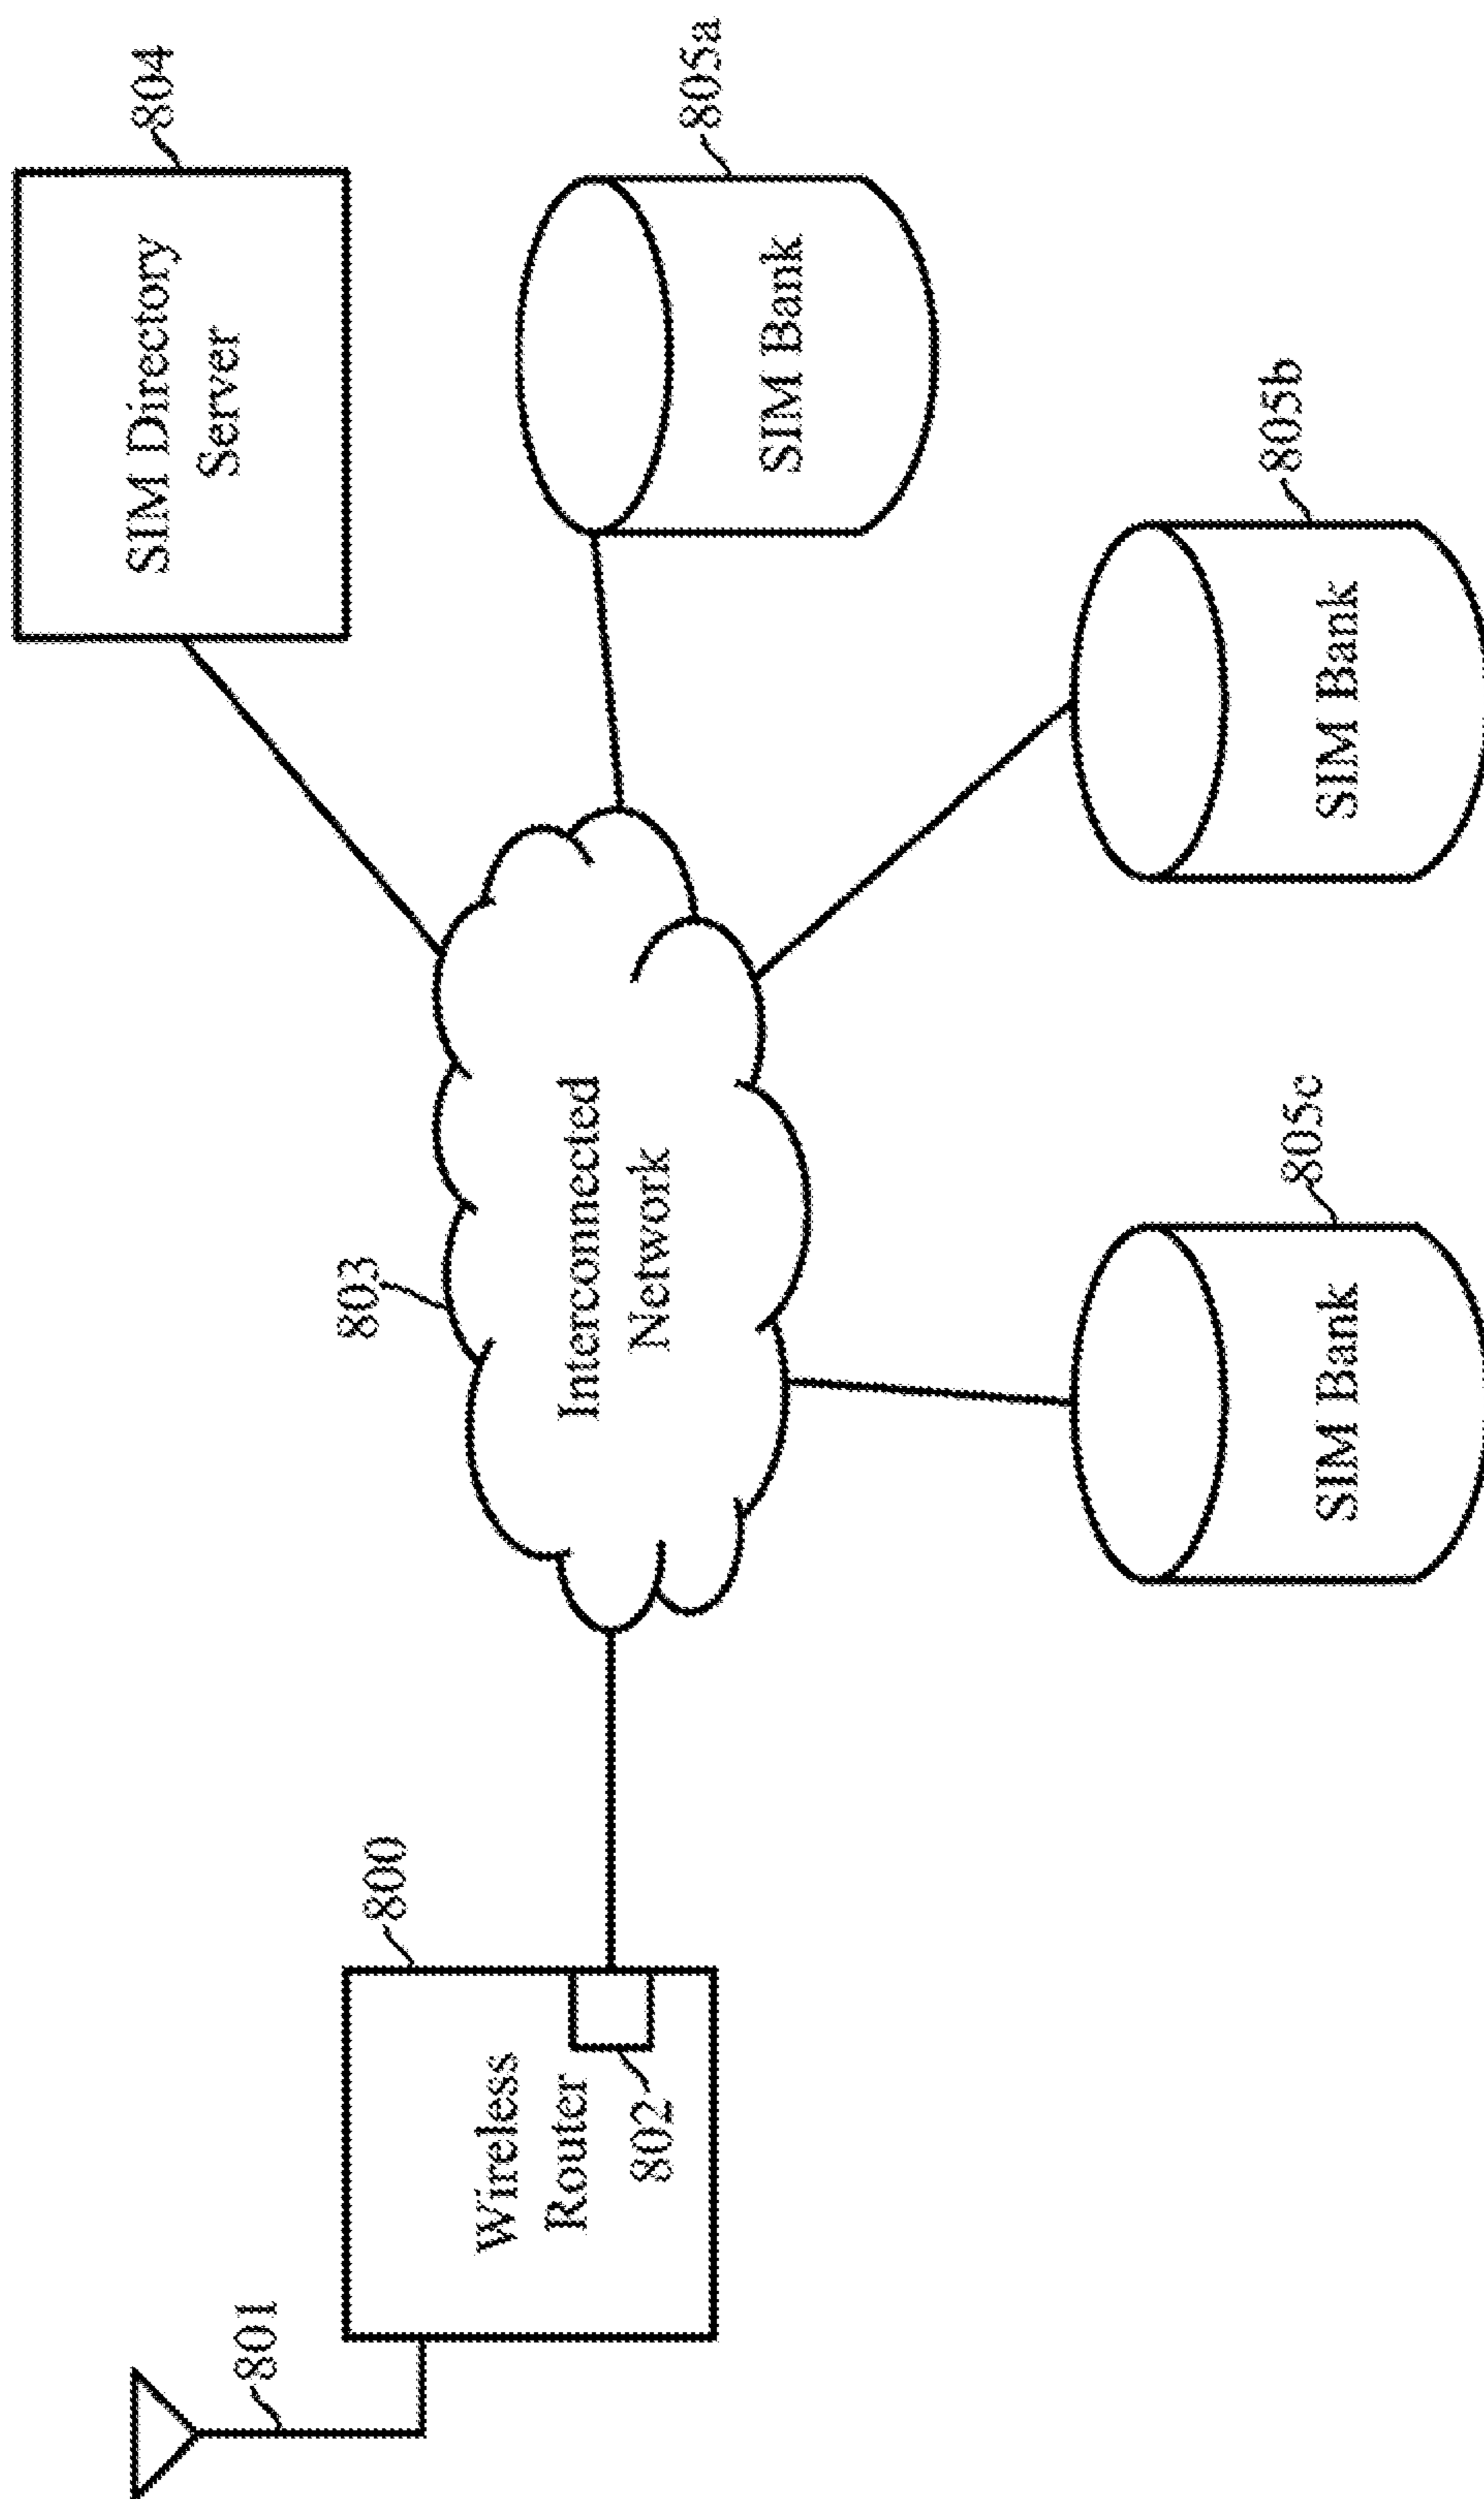 804
SIM Directory
Server
803
805a
SIM Bank
801
800
Wireless
Router
802
Interconnected
Network
805b
SIM Bank
805c
SIM Bank